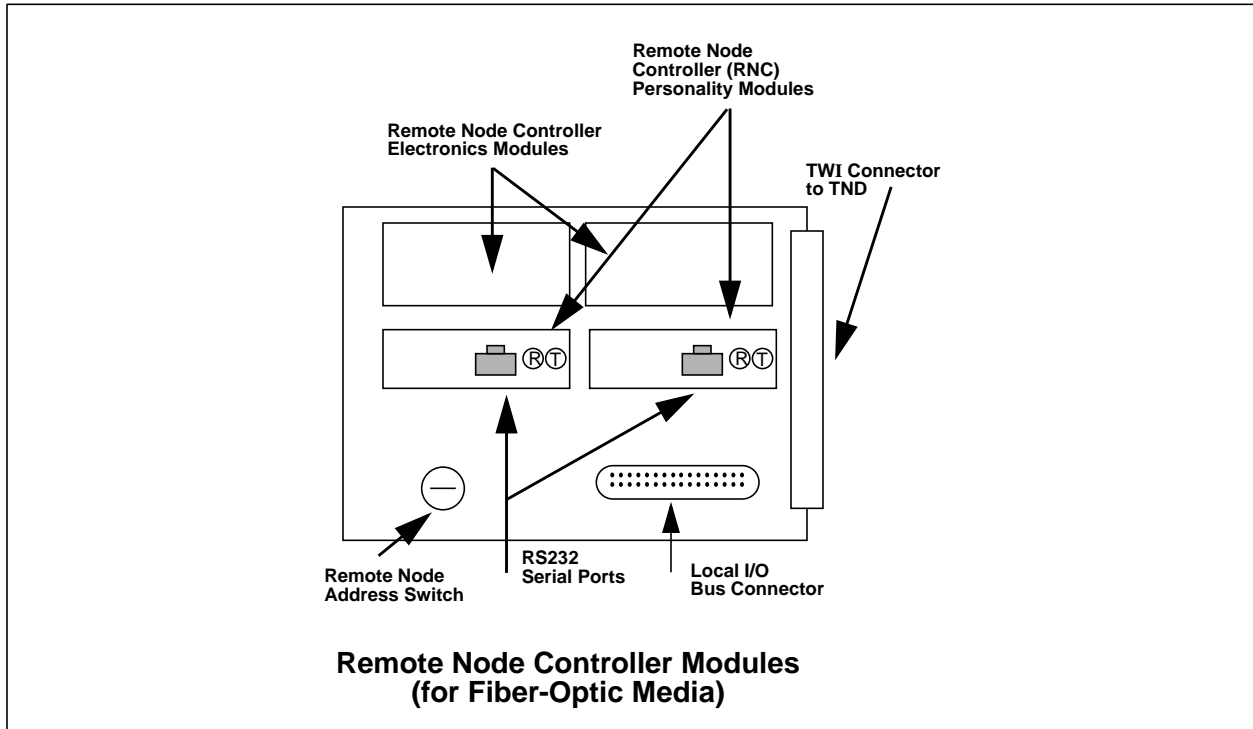 Remote Node
Controller (RNC)
Personality Modules
Remote Node Controller
Electronics Modules
TWI Connector
to TND
R T
R T
Remote Node
Address Switch
RS232
Serial Ports
Local I/O
Bus Connector
Remote Node Controller Modules
(for Fiber-Optic Media)